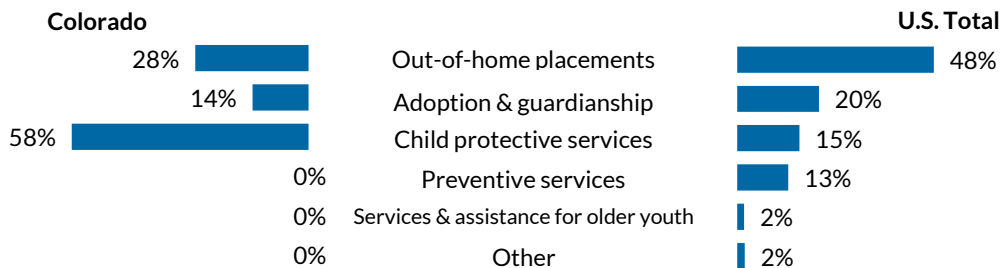 Colorado U.S. Total
28% Out-of-home placements 48%
14% Adoption & guardianship 20%
58% Child protective services 15%
0% Preventive services 13%
0% Services & assistance for older youth 2%
0% Other 2%